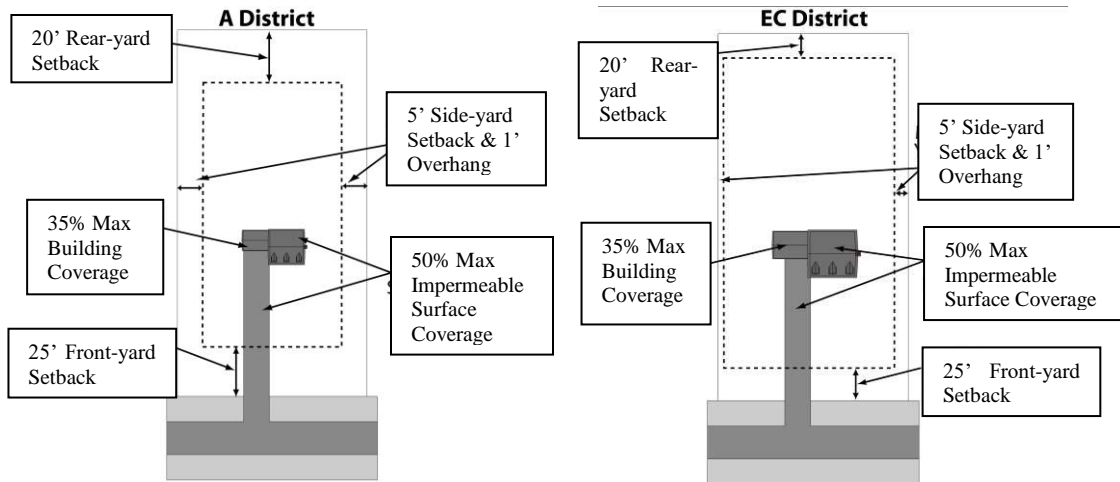 A District
20’ Rear-yard
Setback
5’ Side-yard
Setback & 1’
Overhang
35% Max
Building
Coverage
50% Max
Impermeable
Surface
Coverage
25’ Front-yard
Setback
EC District
20’ Rear-
yard
Setback
5’ Side-yard
Setback & 1’
Overhang
35% Max
Building
Coverage
50% Max
Impermeable
Surface Coverage
25’ Front-yard
Setback